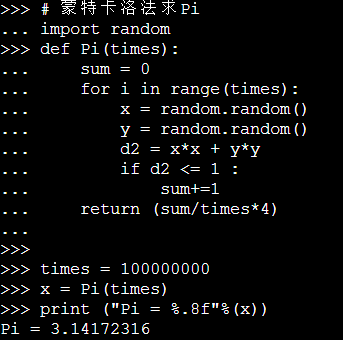 >>> # 蒙特卡洛法求Pi
... import random
>>> def Pi(times):
...     sum = 0
...     for i in range(times):
...         x = random.random()
...         y = random.random()
...         d2 = x*x + y*y
...         if d2 <= 1 :
...             sum+=1
...     return (sum/times*4)
...
>>>
>>> times = 100000000
>>> x = Pi(times)
>>> print ("Pi = %.8f"%(x))
Pi = 3.14172316